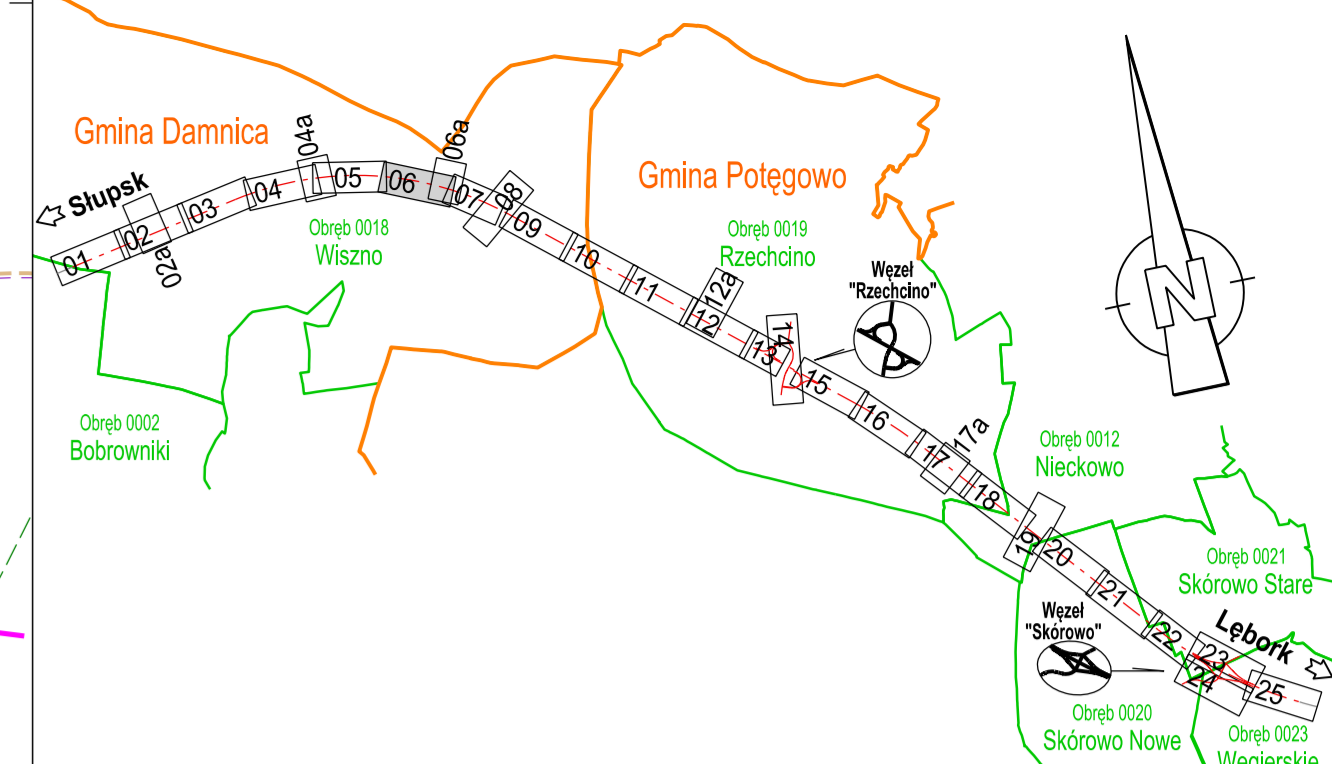 Gmina Damnica
Słupsk
01
02
02a
03
04
04a
05
06
06a
07
08
09
10
11
12
12a
13
14
15
16
17
17a
18
19
20
21
22
23
24
25
Obręb 0018
Wiszno
Obręb 0002
Bobrowniki
Gmina Potęgowo
Obręb 0019
Rzechcino
Węzeł
"Rzechcino"
N
Obręb 0012
Nieckowo
Obręb 0021
Skórowo Stare
Lębork
Węzeł
"Skórowo"
Obręb 0020
Skórowo Nowe
Obręb 0023
Węgierskie